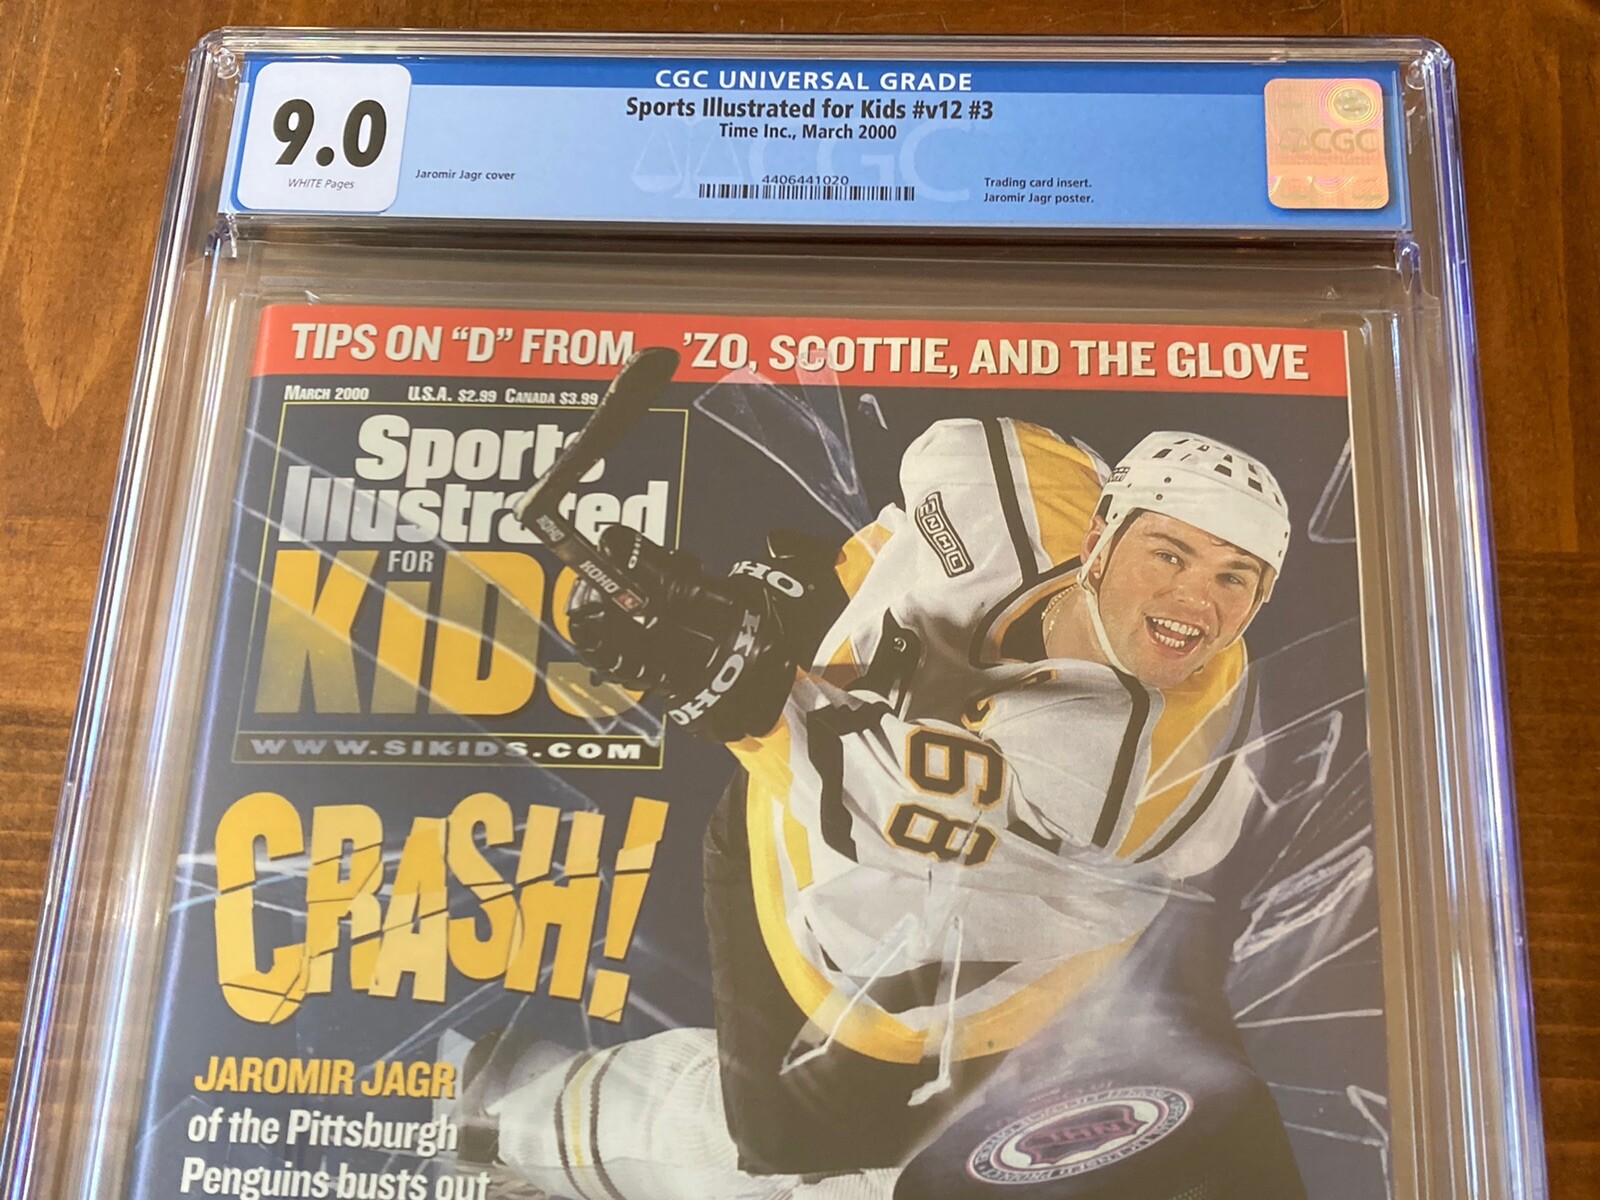 CGC UNIVERSAL GRADE
Sports Illustrated for Kids #v12 #3
Time Inc., March 2000
9.0
WHITE Pages
Jaromir Jagr cover
4406441020
Trading card insert.
Jaromir Jagr poster.
CGC
CGC
TIPS ON "D" FROM 'ZO, SCOTTIE, AND THE GLOVE
MARCH 2000 U.S.A. $2.99 CANADA $3.99
Sports
Illustrated
FOR
KiDS
WWW.SIKIDS.COM
2NHL
KOHO
KOHO
KOHO
68
CRASH!
JAROMIR JAGR
of the Pittsburgh
Penguins busts out